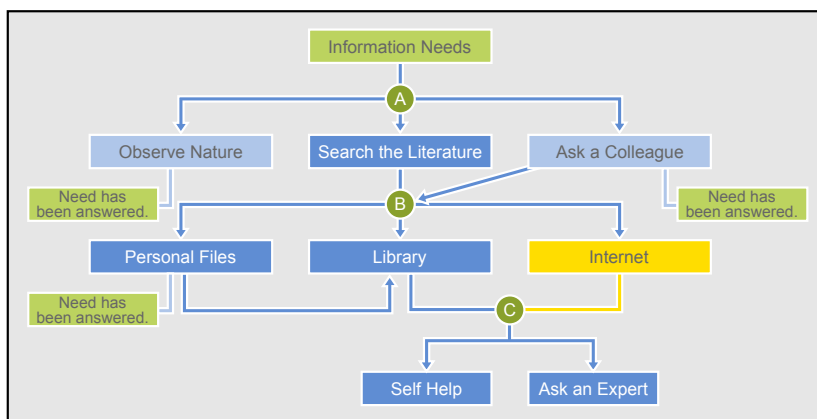 Information Needs
A
Observe Nature
Search the Literature
Ask a Colleague
Need has
been answered.
Need has
been answered.
B
Personal Files
Library
Internet
Need has
been answered.
C
Self Help
Ask an Expert